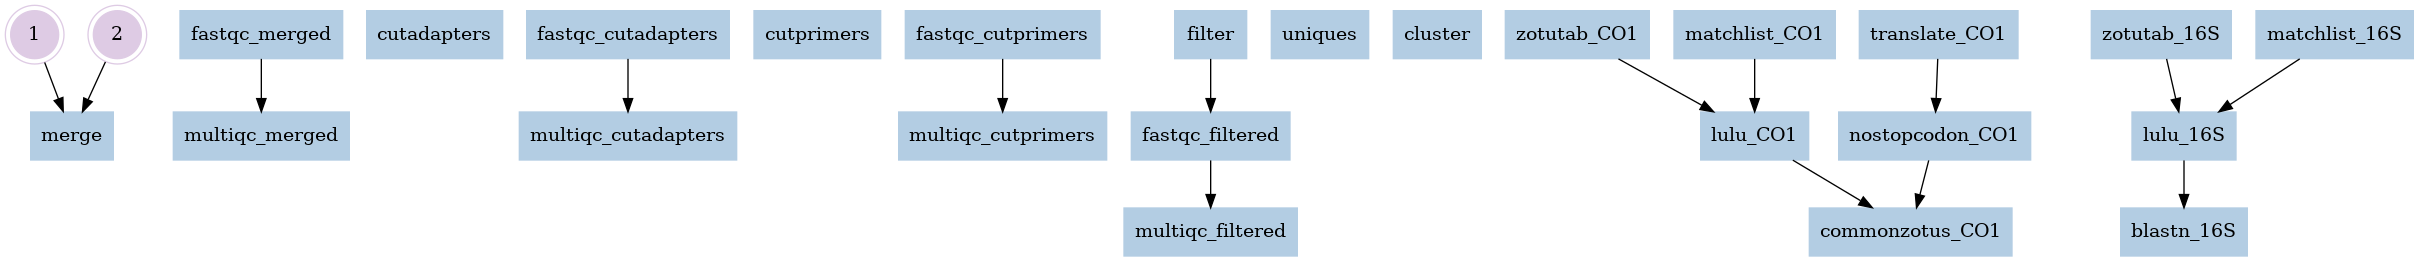 1
2
fastqc_merged
cutadapters
fastqc_cutadapters
cutprimers
fastqc_cutprimers
filter
uniques
cluster
zotutab_CO1
matchlist_CO1
translate_CO1
zotutab_16S
matchlist_16S
merge
multiqc_merged
multiqc_cutadapters
multiqc_cutprimers
fastqc_filtered
lulu_CO1
nostopcodon_CO1
lulu_16S
multiqc_filtered
commonzotus_CO1
blastn_16S